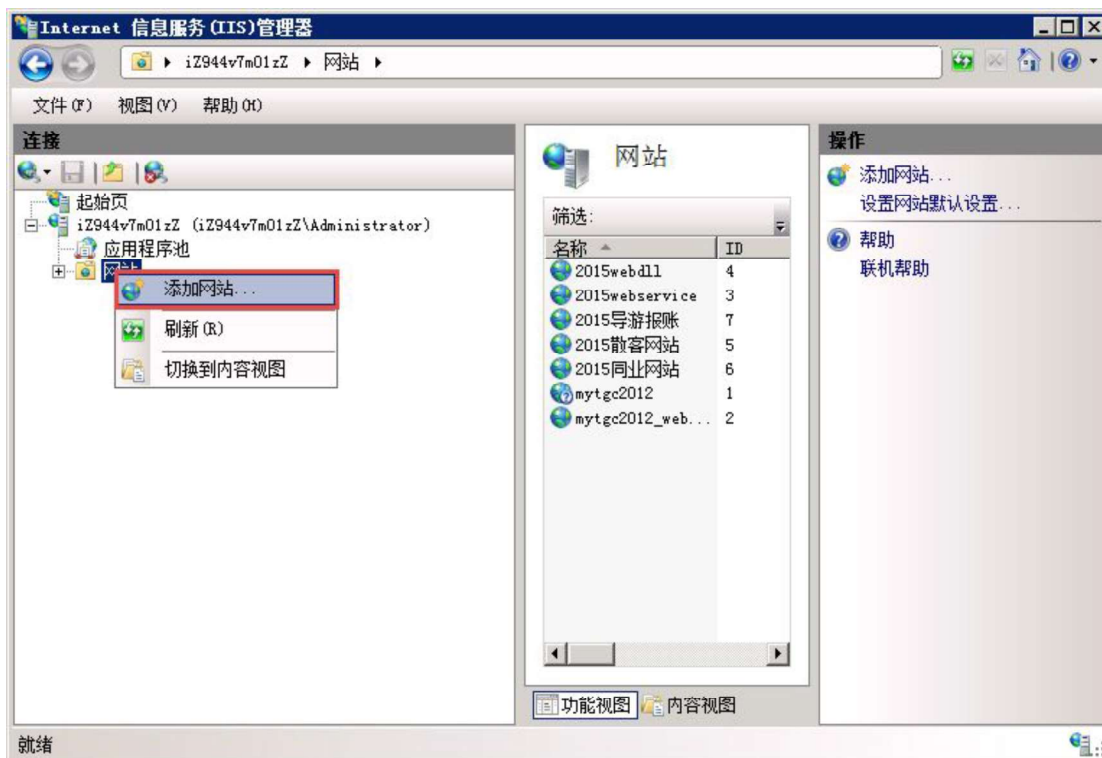 Internet 信息服务(IIS)管理器
iZ944v7m01zZ 网站
文件(F) 视图(V) 帮助(H)
连接
起始页
iZ944v7m01zZ (iZ944v7m01zZ\Administrator)
应用程序池
网站
添加网站...
刷新(R)
切换到内容视图
网站
筛选:
名称 ID
2015webdll 4
2015webservice 3
2015导游报账 7
2015散客网站 5
2015同业网站 6
mytgc2012 1
mytgc2012_web... 2
功能视图 内容视图
操作
添加网站...
设置网站默认设置...
帮助
联机帮助
就绪